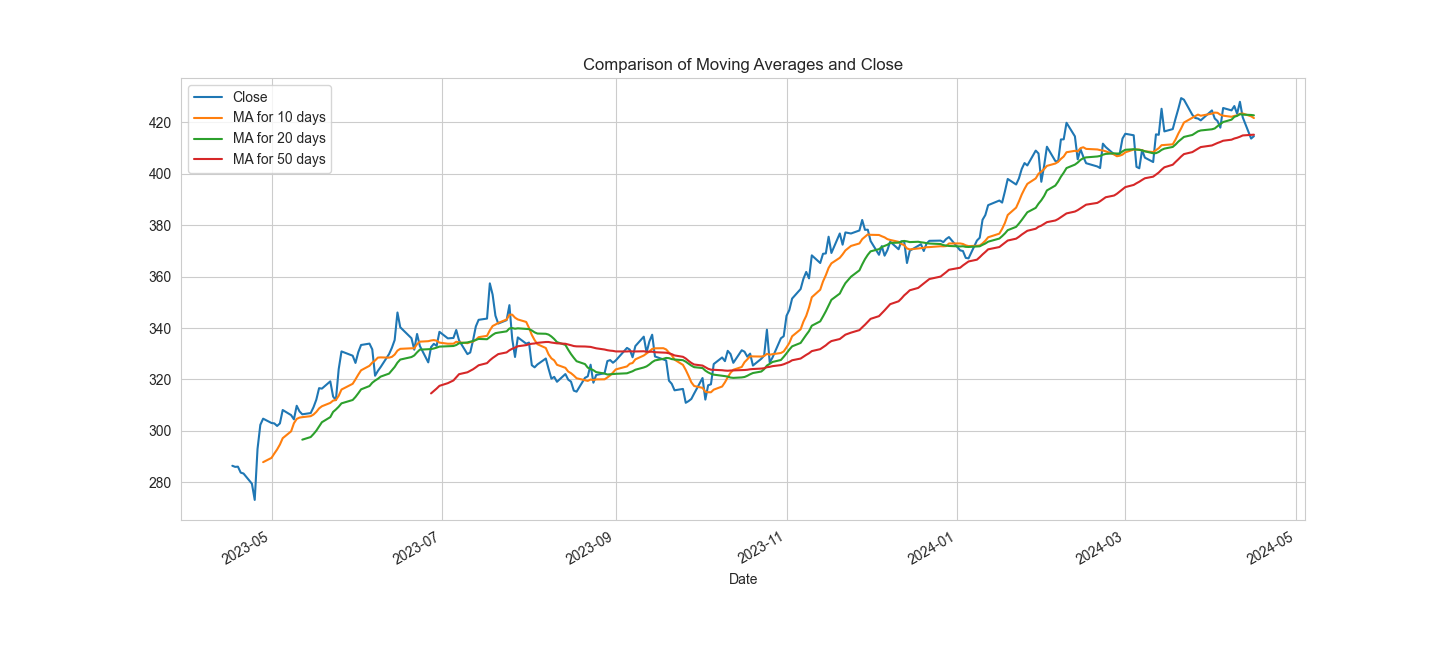 Comparison of Moving Averages and Close
Close
MA for 10 days
MA for 20 days
MA for 50 days
420
400
380
360
340
320
300
280
2023-05
2023-07
2023-09
2023-11
2024-01
2024-03
2024-05
Date